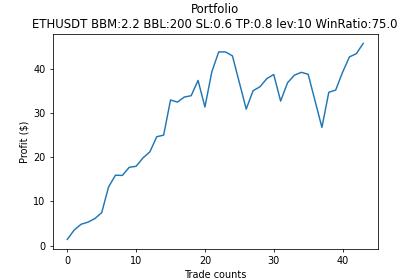 Portfolio
ETHUSDT BBM:2.2 BBL:200 SL:0.6 TP:0.8 lev:10 WinRatio:75.0
40
30
20
10
0
Profit ($)
0
10
20
30
40
Trade counts